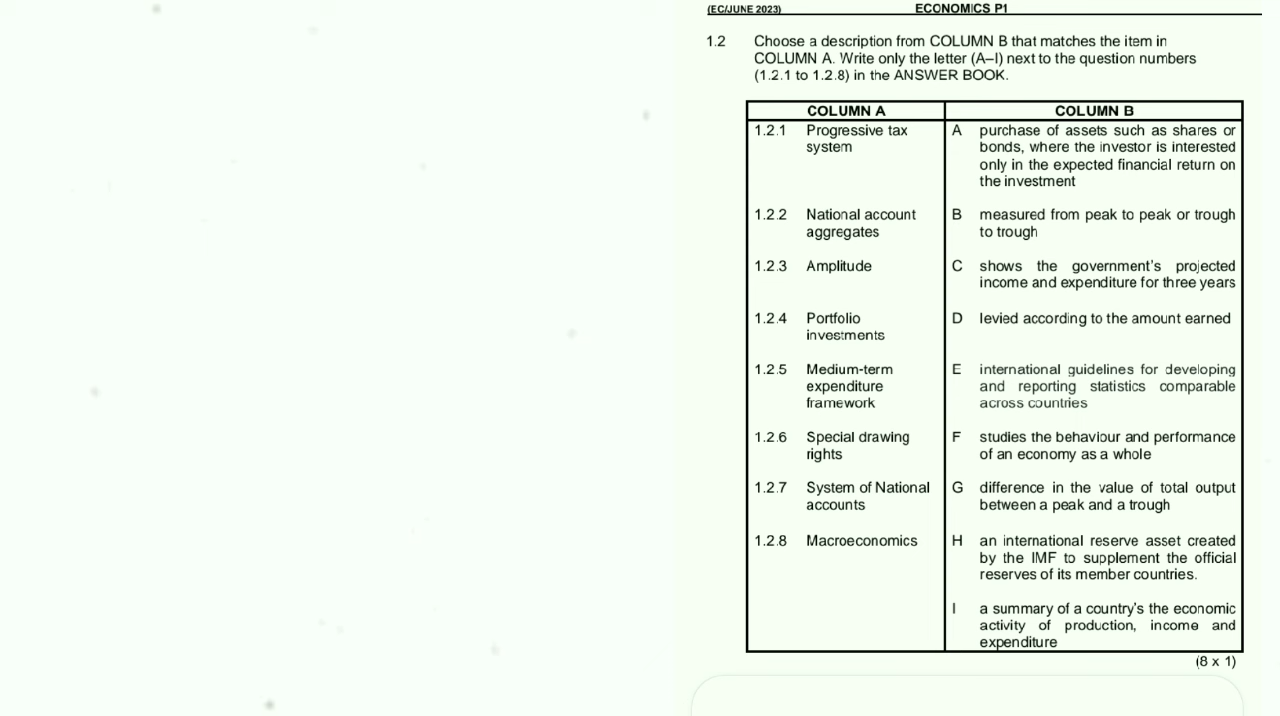 (EC/JUNE 2023) ECONOMICS P1
1.2 Choose a description from COLUMN B that matches the item in
COLUMN A. Write only the letter (A–I) next to the question numbers
(1.2.1 to 1.2.8) in the ANSWER BOOK.
COLUMN A COLUMN B
1.2.1 Progressive tax A purchase of assets such as shares or
system bonds, where the investor is interested
only in the expected financial return on
the investment
1.2.2 National account B measured from peak to peak or trough
aggregates to trough
1.2.3 Amplitude C shows the government's projected
income and expenditure for three years
1.2.4 Portfolio D levied according to the amount earned
investments
1.2.5 Medium-term E international guidelines for developing
expenditure and reporting statistics comparable
framework across countries
1.2.6 Special drawing F studies the behaviour and performance
rights of an economy as a whole
1.2.7 System of National G difference in the value of total output
accounts between a peak and a trough
1.2.8 Macroeconomics H an international reserve asset created
by the IMF to supplement the official
reserves of its member countries.
I a summary of a country's the economic
activity of production, income and
expenditure
(8 x 1)